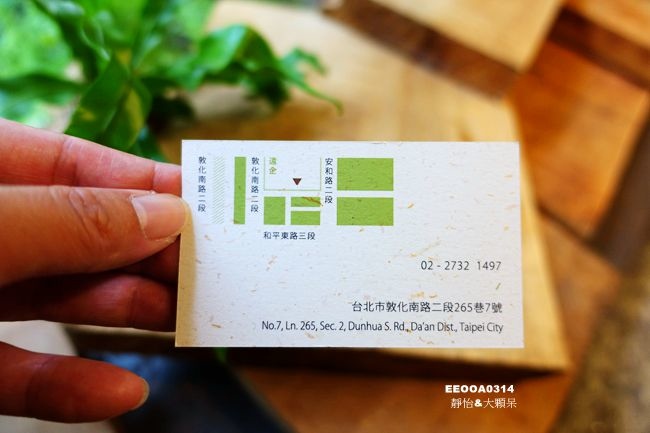 敦化南路二段
敦化南路二段
遠企
安和路二段
和平東路三段
02 - 2732 1497
台北市敦化南路二段265巷7號
No.7, Ln. 265, Sec. 2, Dunhua S. Rd., Da'an Dist., Taipei City
EEOOA0314
靜怡&大顆呆